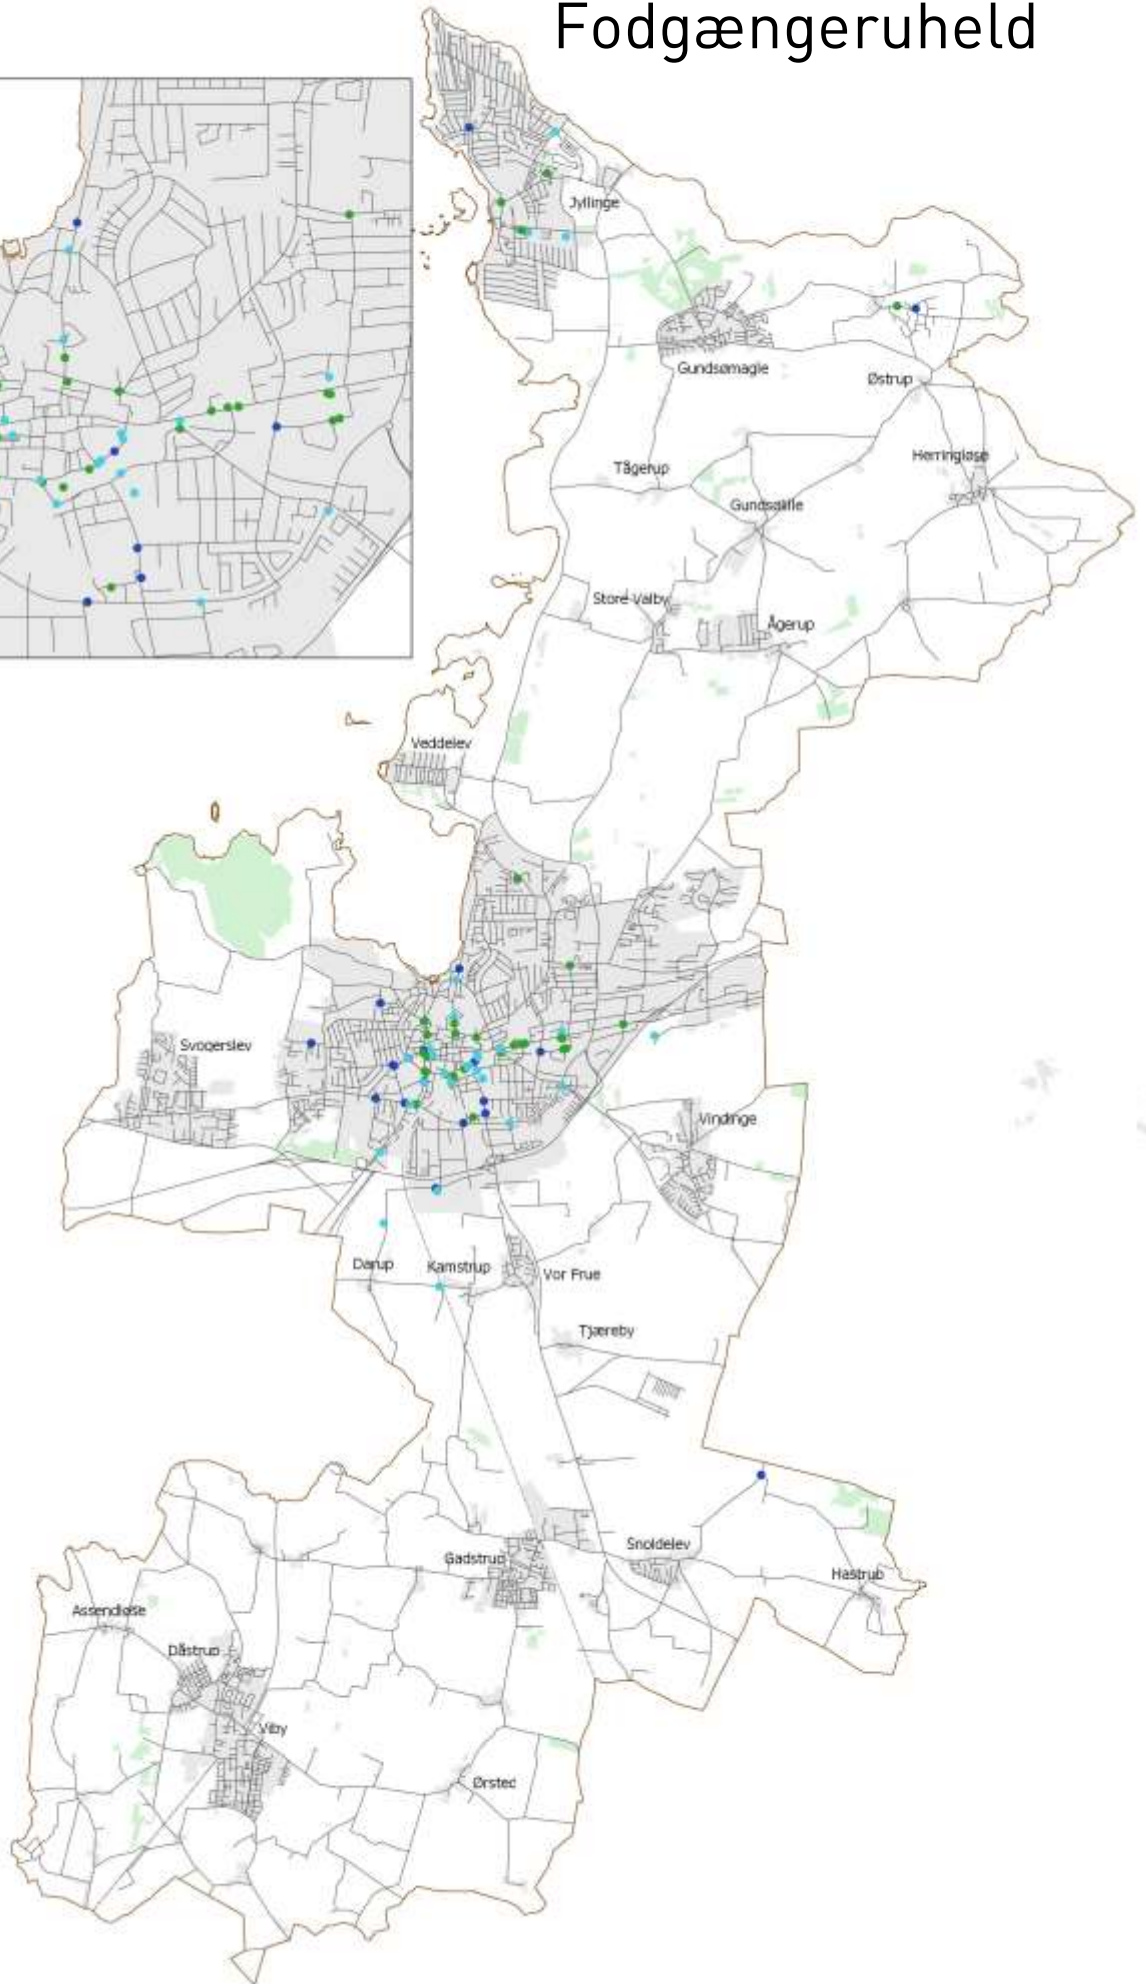 Fodgængeruheld
Jyllinge
Gundsømagle
Østrup
Herringløse
Tågerup
Gundsølille
Store Valby
Ågerup
Veddelev
Svogerslev
Vindinge
Darup
Kamstrup
Vor Frue
Tjæreby
Snoldelev
Gadstrup
Hastrup
Assendløse
Dåstrup
Viby
Ørsted